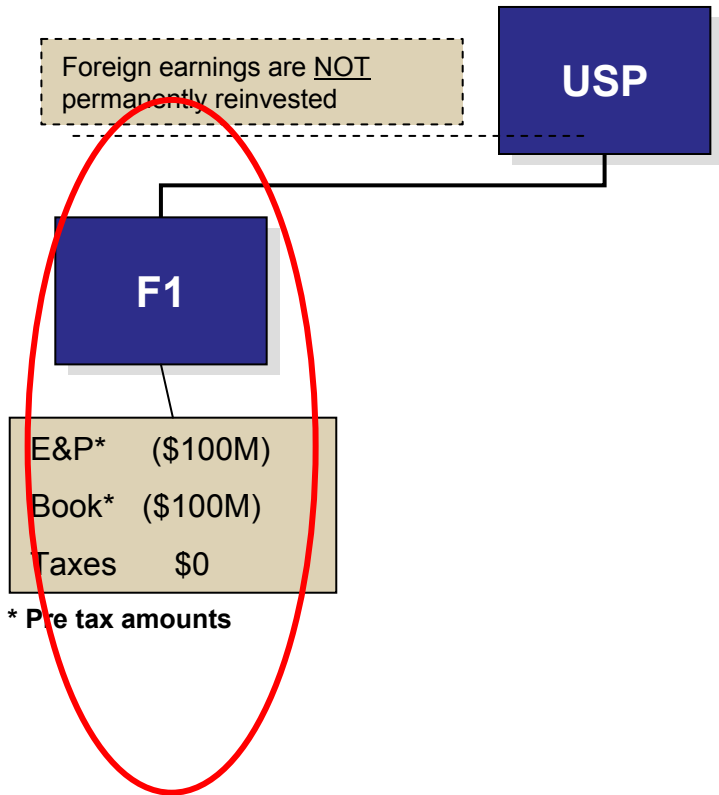 Foreign earnings are NOT
permanently reinvested
USP
F1
E&P* ($100M)
Book* ($100M)
Taxes $0
* Pre tax amounts